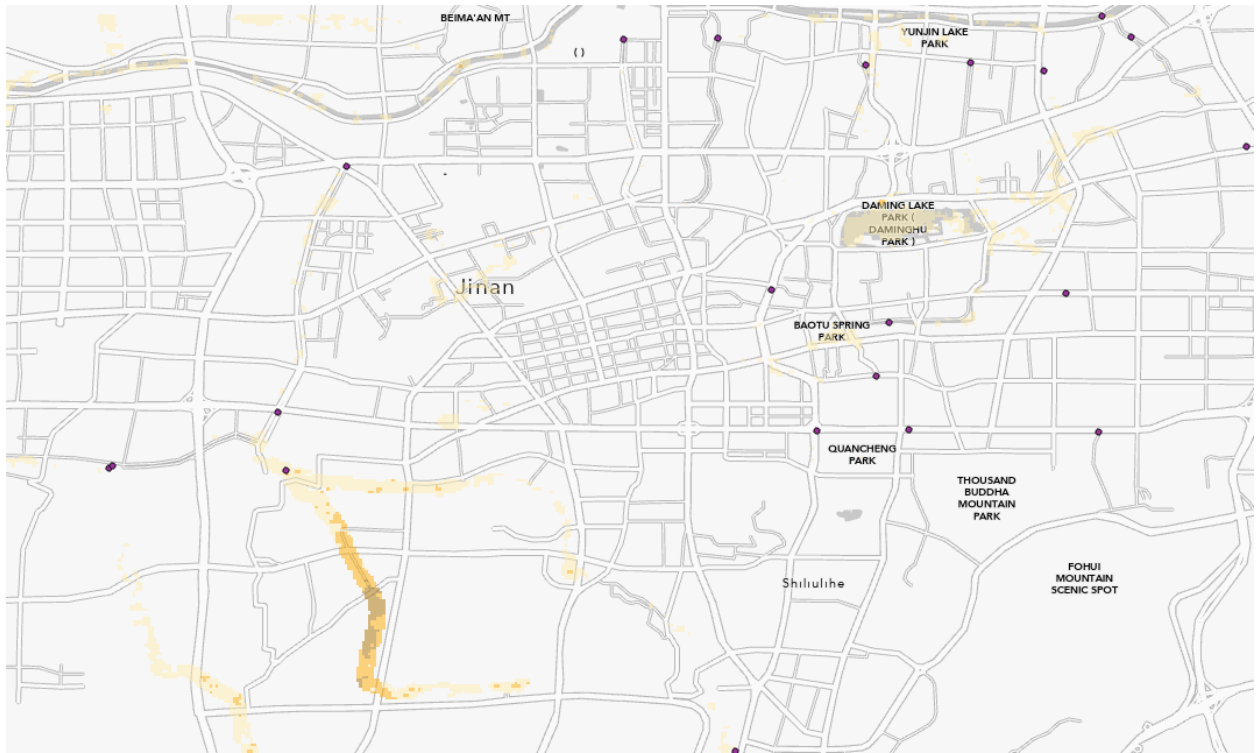 BEIMA'AN MT
( )
YUNJIN LAKE
PARK
DAMING LAKE
PARK (
DAMINGHU
PARK )
Jinan
BAOTU SPRING
PARK
QUANCHENG
PARK
THOUSAND
BUDDHA
MOUNTAIN
PARK
FOHUI
MOUNTAIN
SCENIC SPOT
Shiliulihe